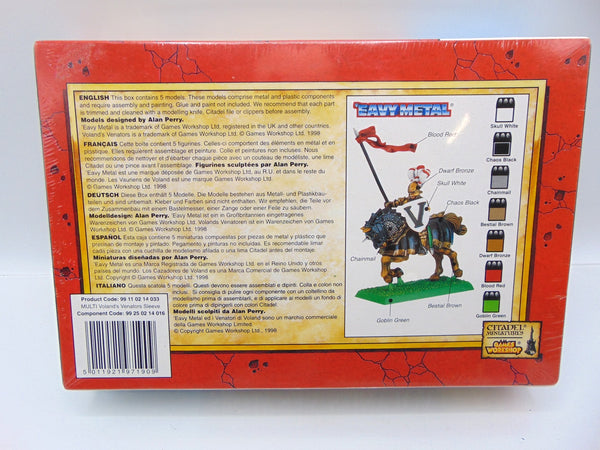 ENGLISH This box contains 5 models. These models comprise metal and plastic components
and require assembly and painting. Glue and paint not included. We recommend that each part
is trimmed and cleaned with a modelling knife, Citadel file or clippers before assembly.
Models designed by Alan Perry.
'Eavy Metal is a trademark of Games Workshop Ltd, registered in the UK and other countries.
Voland's Venators is a trademark of Games Workshop Ltd. © Games Workshop Ltd. 1998
FRANÇAIS Cette boîte contient 5 figurines. Celles-ci comportent des éléments en métal et en
plastique. Elles requièrent assemblage et peinture. Colle et peintures non incluses. Nous
recommendons de nettoyer et d'ébarber chaque pièce avec un couteau de modéliste, une lime
Citadel ou une pince avant l'assemblage. Figurines sculptées par Alan Perry.
'Eavy Metal est une marque déposée de Games Workshop Ltd, au R.U. et dans le reste du
monde. Les Vauriens de Voland est une marque Games Workshop Ltd.
© Games Workshop Ltd. 1998
DEUTSCH Diese Box enthält 5 Modelle. Die Modelle bestehen aus Metal- und Plastikbau-
teilen und sind unbemalt. Kleber und Farben sind nicht enthalten. Wir empfehlen, die Teile vor
dem Zusammenbau mit einem Bastelmesser, einer Zange oder einer Feile zu säubern.
Modelldesign: Alan Perry. 'Eavy Metal ist ein in Großbritannien eingetragenes
Warenzeichen von Games Workshop Ltd. Volands Venatoren ist ein Warenzeichen von
Games Workshop Ltd. © Games Workshop Ltd. 1998
ESPAÑOL Esta caja contiene 5 miniaturas compuestas por piezas de metal y plástico que
precisan de montaje y pintado. Pegamento y pinturas no incluidas. Es recomendable limar
cada pieza con una cuchilla de modelismo afilada o una lima Citadel antes del montaje.
Miniaturas diseñadas por Alan Perry.
'Eavy Metal es una Marca Registrada de Games Workshop Ltd. en el Reino Unido y otros
países del mundo. Los Cazadores de Voland es una Marca Comercial de Games Workshop
Ltd. Copyright © Games Workshop Ltd. 1998
ITALIANO Questa scatola 5 modelli. Questi devono essere assemblati e dipinti. Colla e colori non
inclusi. Si consiglia di pulire ogni componente con un coltellino da
modellismo prima di assemblarli, e di applicare ai modelli un fondo di
colore prima di dipingerli con colori Citadel.
Modelli scolpiti da Alan Perry.
'Eavy Metal ed i Venatori di Voland sono un marchio commerciale
della Games Workshop Limited.
© Copyright Games Workshop Ltd., 1998
Product Code: 99 11 02 14 033
MULTI Voland's Venators Sleeve
Component Code: 99 25 02 14 016
5 011921 971909
'EAVY METAL
Blood Red
Dwarf Bronze
Skull White
Chaos Black
V
Chainmail
Bestial Brown
Goblin Green
Skull White
Chaos Black
Chainmail
Bestial Brown
Dwarf Bronze
Blood Red
Goblin Green
CITADEL
MINIATURES
GAMES
WORKSHOP